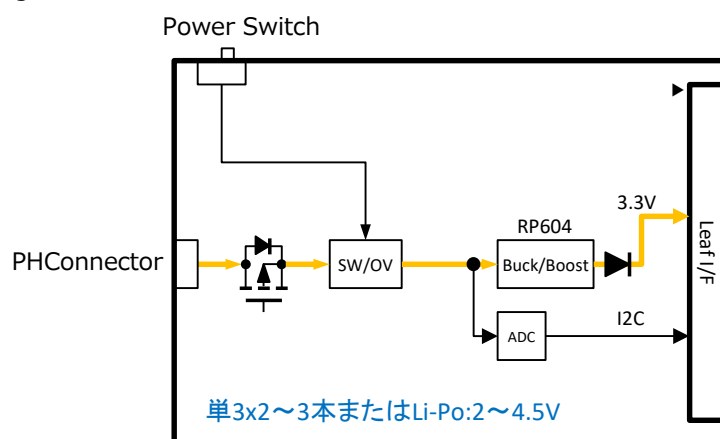 Power Switch
3.3V
RP604
PHConnector
SW/OV
Buck/Boost
Leaf I/F
ADC
I2C
単3x2～3本またはLi-Po:2～4.5V